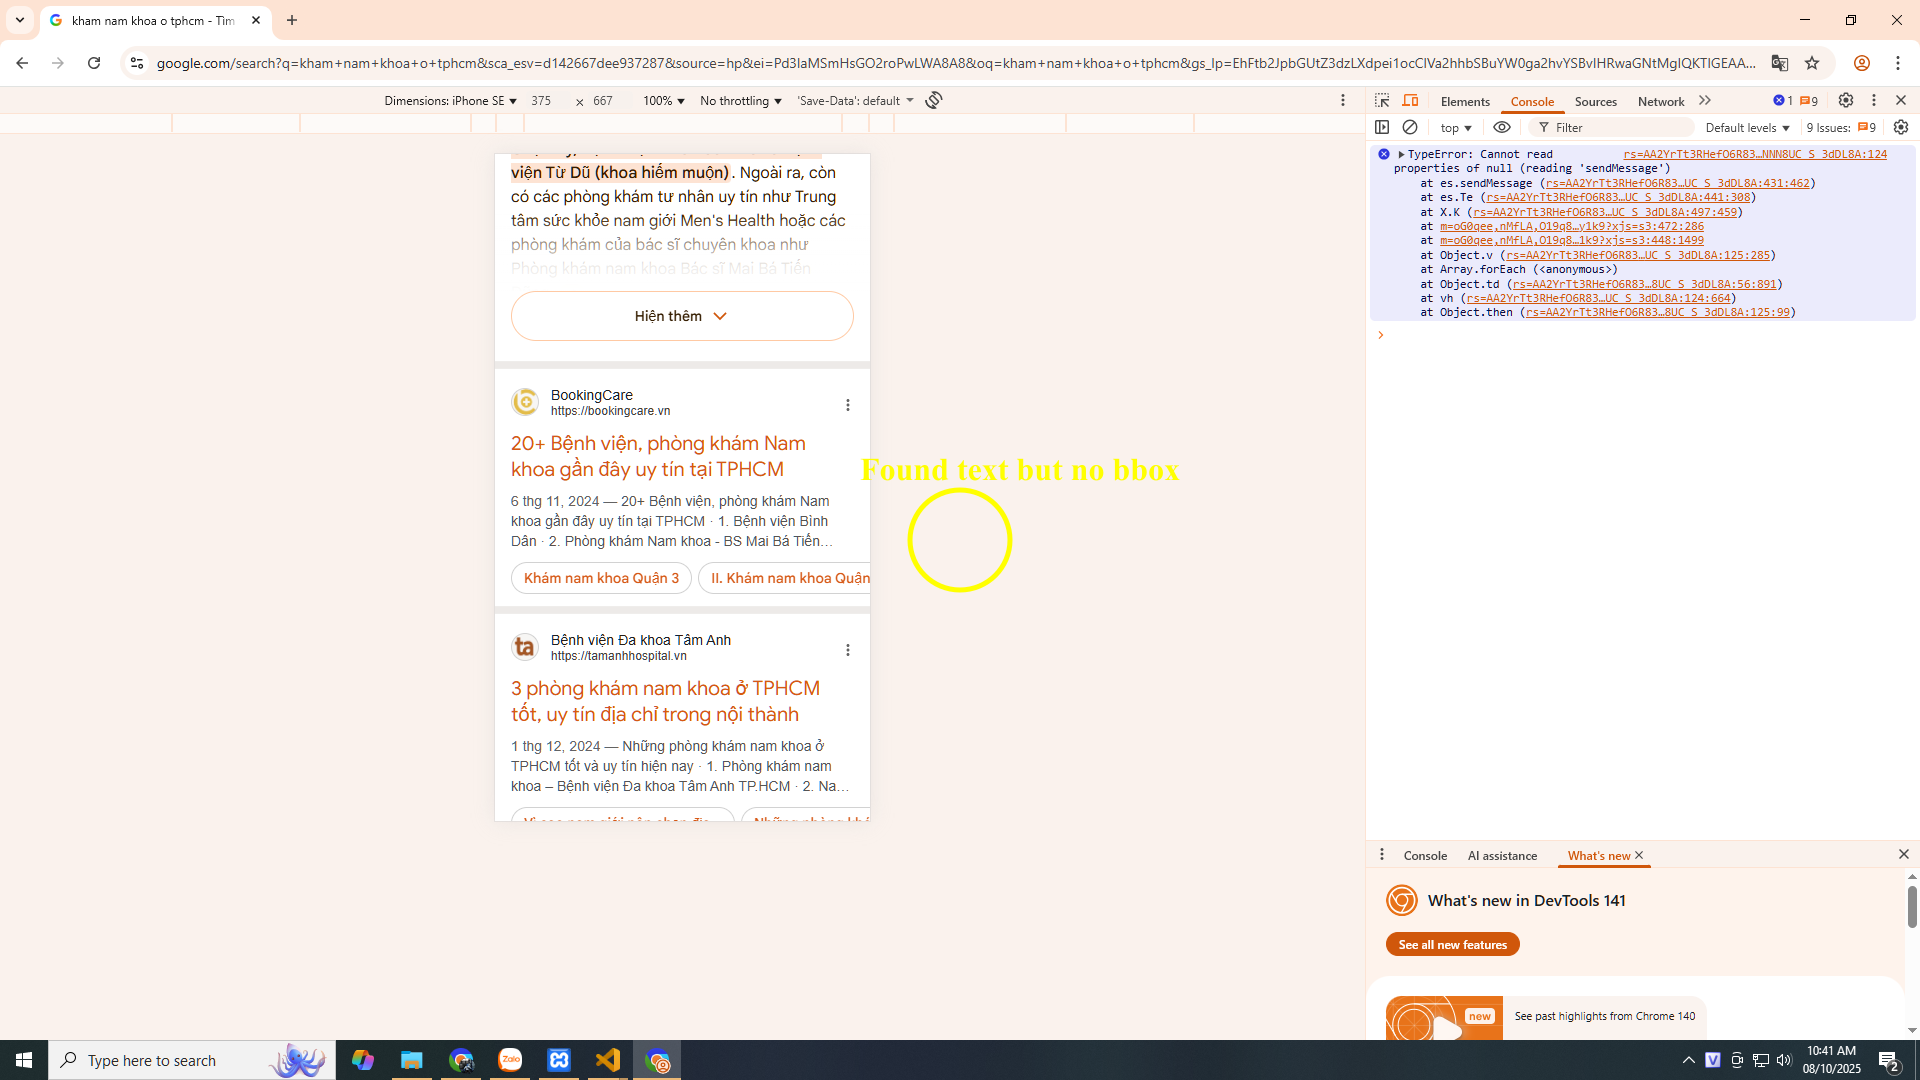 kham nam khoa o tphcm - Tìm
google.com/search?q=kham+nam+khoa+o+tphcm&sca_esv=d142667dee937287&source=hp&ei=Pd3laMSmHsGO2roPwLWA8A8&oq=kham+nam+khoa+o+tphcm&gs_lp=EhFtb2JpbGUtZ3dzLXdpei1ocClVa2hhbSBuYW0ga2hvYSBvIHRwaGNtMgIQKTIGEAA...
Dimensions: iPhone SE 375 × 667 100% No throttling 'Save-Data': default
Elements Console Sources Network 1 9
top Filter Default levels 9 Issues: 9
TypeError: Cannot read rs=AA2YrTt3RHefO6R83…NNN8UC_S_3dDL8A:124
properties of null (reading 'sendMessage')
at es.sendMessage (rs=AA2YrTt3RHefO6R83…UC_S_3dDL8A:431:462)
at es.Te (rs=AA2YrTt3RHefO6R83…UC_S_3dDL8A:441:308)
at X.K (rs=AA2YrTt3RHefO6R83…UC_S_3dDL8A:497:459)
at m=oG0qee,nMfLA,O19q8…y1k9?xjs=s3:472:286
at m=oG0qee,nMfLA,O19q8…1k9?xjs=s3:448:1499
at Object.v (rs=AA2YrTt3RHefO6R83…UC_S_3dDL8A:125:285)
at Array.forEach (<anonymous>)
at Object.td (rs=AA2YrTt3RHefO6R83…8UC_S_3dDL8A:56:891)
at vh (rs=AA2YrTt3RHefO6R83…UC_S_3dDL8A:124:664)
at Object.then (rs=AA2YrTt3RHefO6R83…8UC_S_3dDL8A:125:99)
viện Từ Dũ (khoa hiếm muộn). Ngoài ra, còn
có các phòng khám tư nhân uy tín như Trung
tâm sức khỏe nam giới Men's Health hoặc các
phòng khám của bác sĩ chuyên khoa như
Phòng khám nam khoa Bác sĩ Mai Bá Tiến
Hiện thêm
BookingCare
https://bookingcare.vn
20+ Bệnh viện, phòng khám Nam
khoa gần đây uy tín tại TPHCM
6 thg 11, 2024 — 20+ Bệnh viện, phòng khám Nam
khoa gần đây uy tín tại TPHCM · 1. Bệnh viện Bình
Dân · 2. Phòng khám Nam khoa - BS Mai Bá Tiến...
Khám nam khoa Quận 3
II. Khám nam khoa Quận
Found text but no bbox
Bệnh viện Đa khoa Tâm Anh
https://tamanhhospital.vn
3 phòng khám nam khoa ở TPHCM
tốt, uy tín địa chỉ trong nội thành
1 thg 12, 2024 — Những phòng khám nam khoa ở
TPHCM tốt và uy tín hiện nay · 1. Phòng khám nam
khoa – Bệnh viện Đa khoa Tâm Anh TP.HCM · 2. Na...
Console AI assistance What's new
What's new in DevTools 141
See all new features
new
See past highlights from Chrome 140
Type here to search
Zalo
10:41 AM
08/10/2025
2